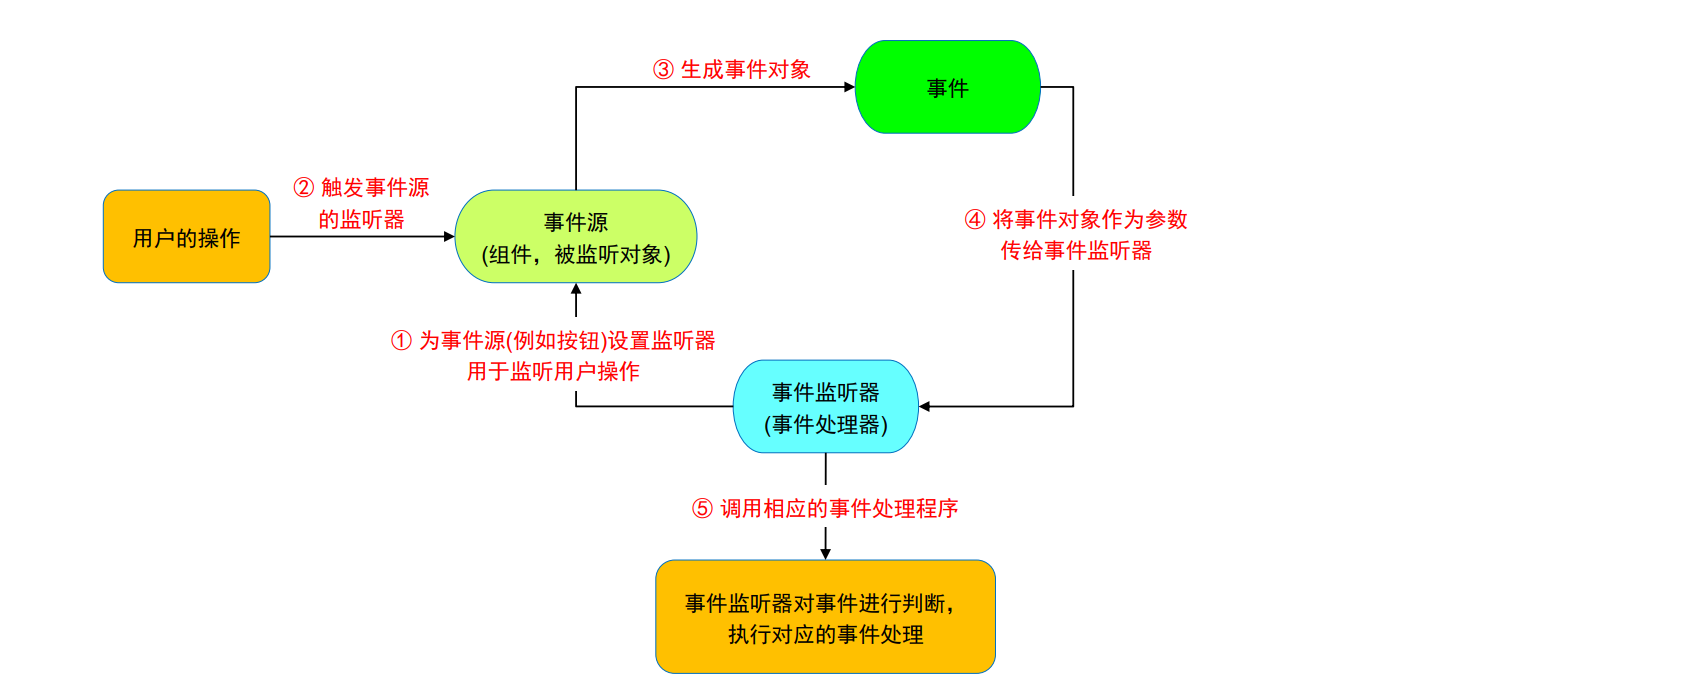 ③ 生成事件对象
事件
② 触发事件源
的监听器
用户的操作
事件源
(组件，被监听对象)
④ 将事件对象作为参数
传给事件监听器
① 为事件源(例如按钮)设置监听器
用于监听用户操作
事件监听器
(事件处理器)
⑤ 调用相应的事件处理程序
事件监听器对事件进行判断，
执行对应的事件处理